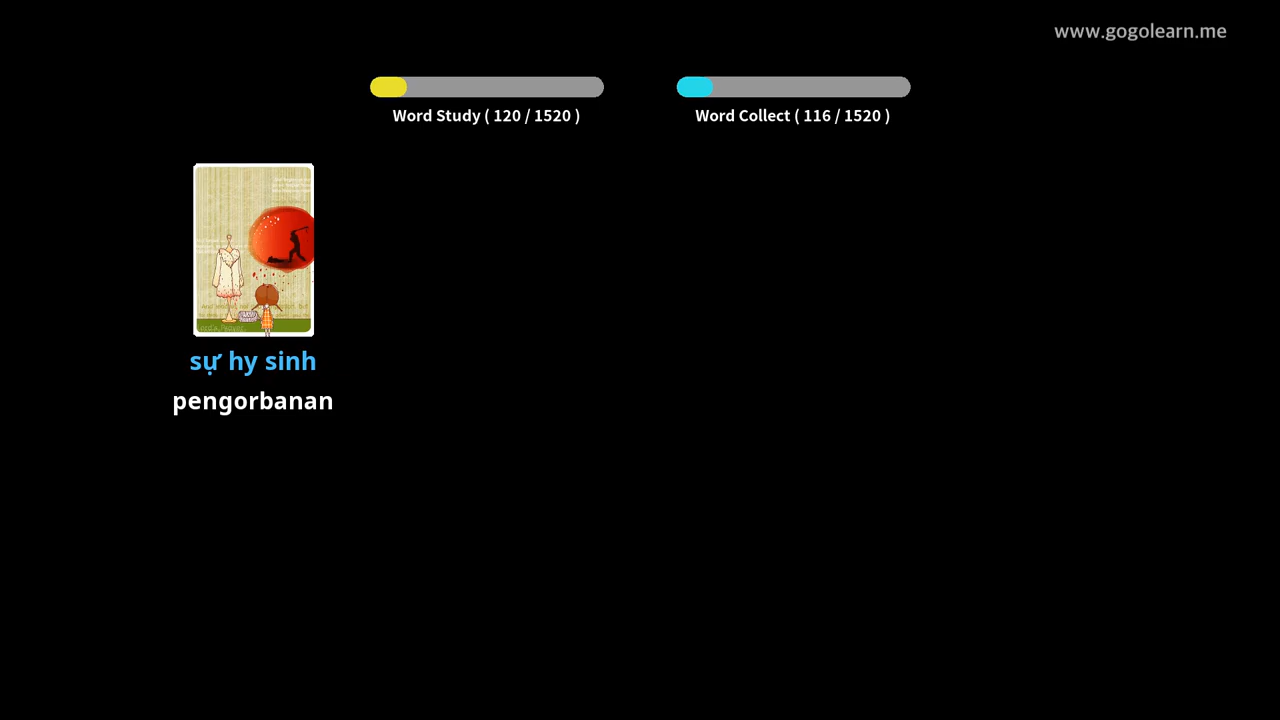 www.gogolearn.me
Word Study ( 120 / 1520 )
Word Collect ( 116 / 1520 )
sự hy sinh
pengorbanan